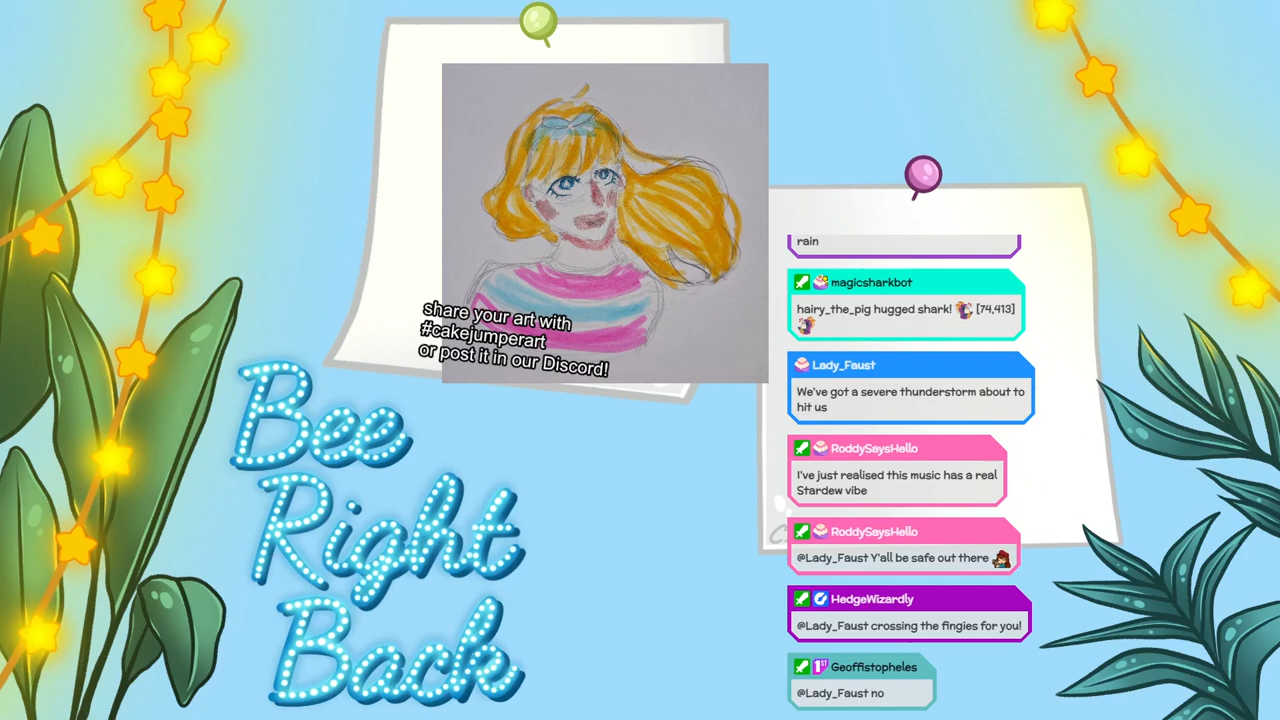 share your art with
#cakejumperart
or post it in our Discord!
Bee
Right
Back
rain
magicsharkbot
hairy_the_pig hugged shark! [74,413]
Lady_Faust
We've got a severe thunderstorm about to
hit us
RoddySaysHello
I've just realised this music has a real
Stardew vibe
RoddySaysHello
@Lady_Faust Y'all be safe out there
HedgeWizardly
@Lady_Faust crossing the fingies for you!
1ST Geoffistopheles
@Lady_Faust no